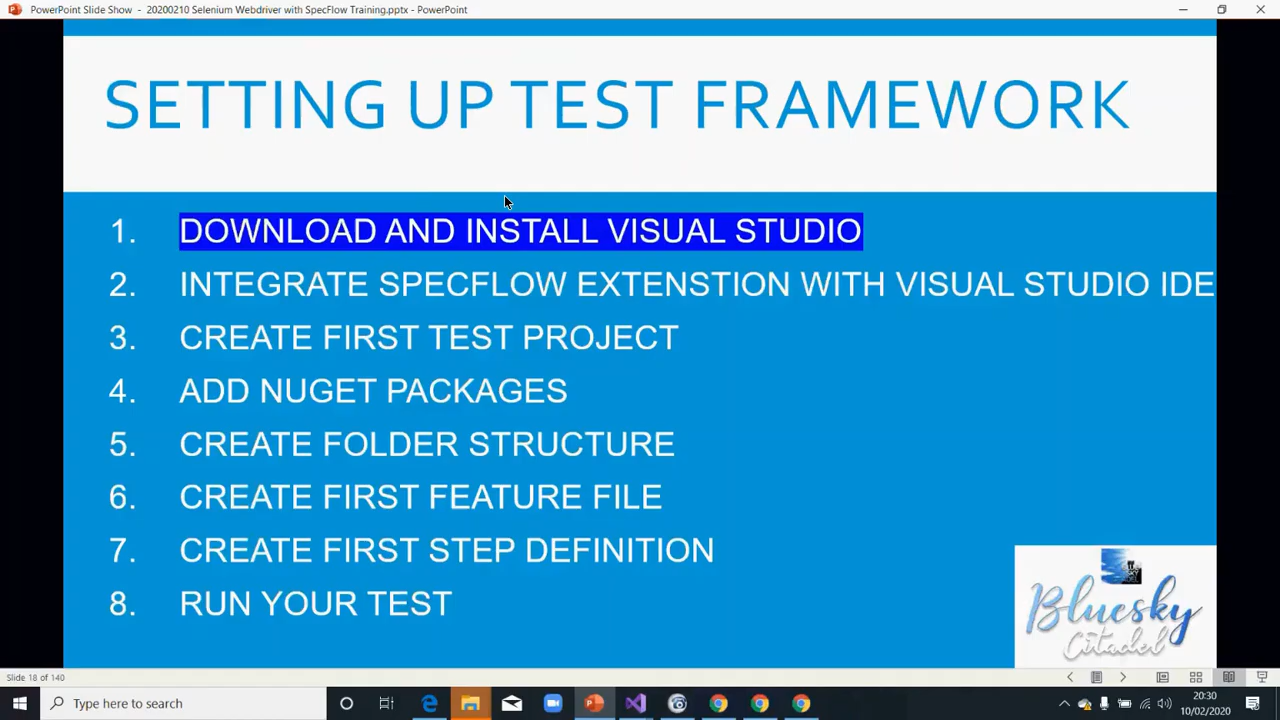 PowerPoint Slide Show - 20200210 Selenium Webdriver with SpecFlow Training.pptx - PowerPoint
SETTING UP TEST FRAMEWORK
1. DOWNLOAD AND INSTALL VISUAL STUDIO
2. INTEGRATE SPECFLOW EXTENSTION WITH VISUAL STUDIO IDE
3. CREATE FIRST TEST PROJECT
4. ADD NUGET PACKAGES
5. CREATE FOLDER STRUCTURE
6. CREATE FIRST FEATURE FILE
7. CREATE FIRST STEP DEFINITION
8. RUN YOUR TEST
Bluesky
Citadel
Slide 18 of 140
Type here to search
20:30
10/02/2020